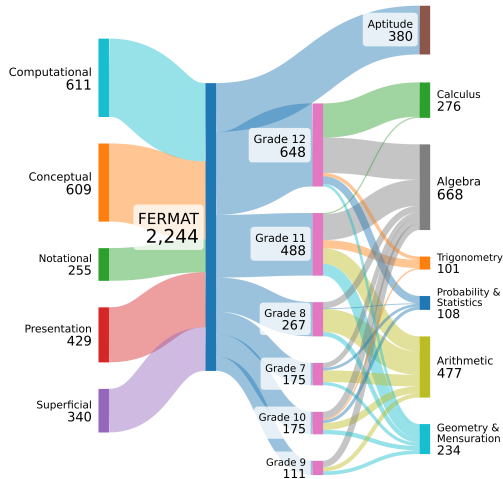 Computational
611
Conceptual
609
Notational
255
Presentation
429
Superficial
340
FERMAT
2,244
Grade 12
648
Grade 11
488
Grade 8
267
Grade 7
175
Grade 10
175
Grade 9
111
Aptitude
380
Calculus
276
Algebra
668
Trigonometry
101
Probability &
Statistics
108
Arithmetic
477
Geometry &
Mensuration
234